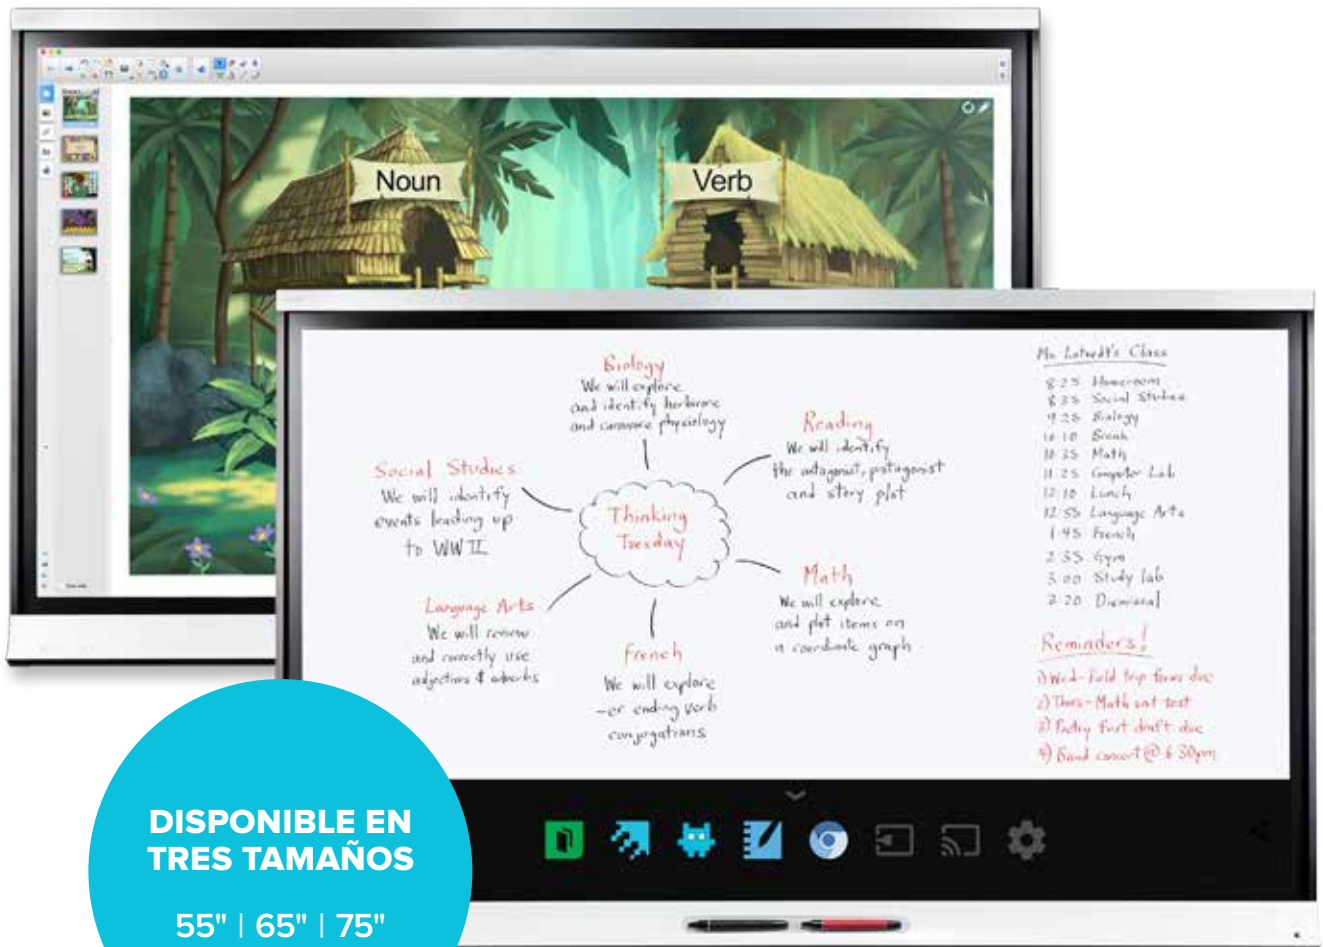 Noun
Verb
Biology
We will explore
and identify herbivore
and carnivore physiology
Reading
We will identify
the antagonist, protagonist
and story plot
Social Studies
We will identify
events leading up
to WW II
Thinking
Tuesday
Math
We will explore
and plot items on
a coordinate graph
Language Arts
We will review
and correctly use
adjectives & adverbs
French
We will explore
-er ending verb
conjugations
Class
8:25 Homeroom
8:35 Social Studies
9:25 Biology
10:10 Break
10:35 Math
11:25 Computer Lab
12:10 Lunch
12:55 Language Arts
1:45 French
2:35 Gym
3:00 Study lab
Dismissal
Reminders!
1) Wed - Field trip forms due
2) Thurs - Math unit test
3) Poetry first draft due
4) Band concert @ 6:30pm
DISPONIBLE EN
TRES TAMAÑOS
55" | 65" | 75"